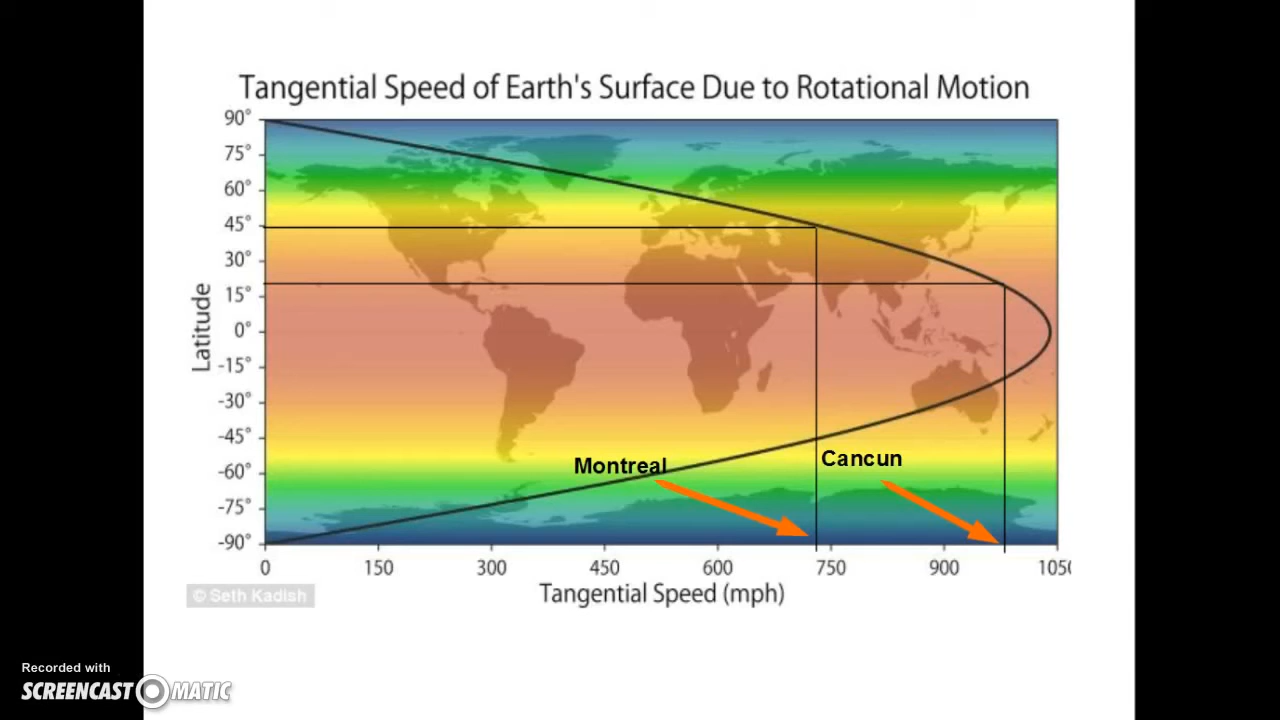 Tangential Speed of Earth's Surface Due to Rotational Motion
90°
75°
60°
45°
30°
15°
0°
-15°
-30°
-45°
-60°
-75°
-90°
Latitude
Montreal
Cancun
0 150 300 450 600 750 900 1050
Tangential Speed (mph)
© Seth Kadish
Recorded with
SCREENCAST O MATIC